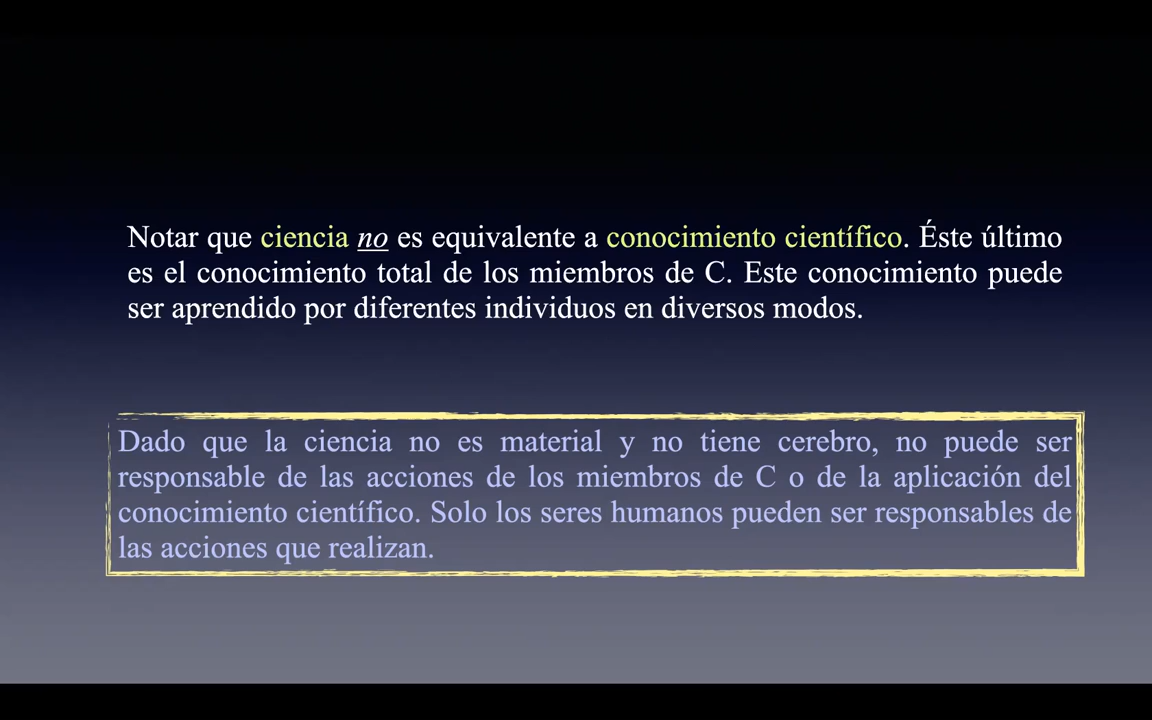 Notar que ciencia no es equivalente a conocimiento científico. Éste último
es el conocimiento total de los miembros de C. Este conocimiento puede
ser aprendido por diferentes individuos en diversos modos.
Dado que la ciencia no es material y no tiene cerebro, no puede ser
responsable de las acciones de los miembros de C o de la aplicación del
conocimiento científico. Solo los seres humanos pueden ser responsables de
las acciones que realizan.